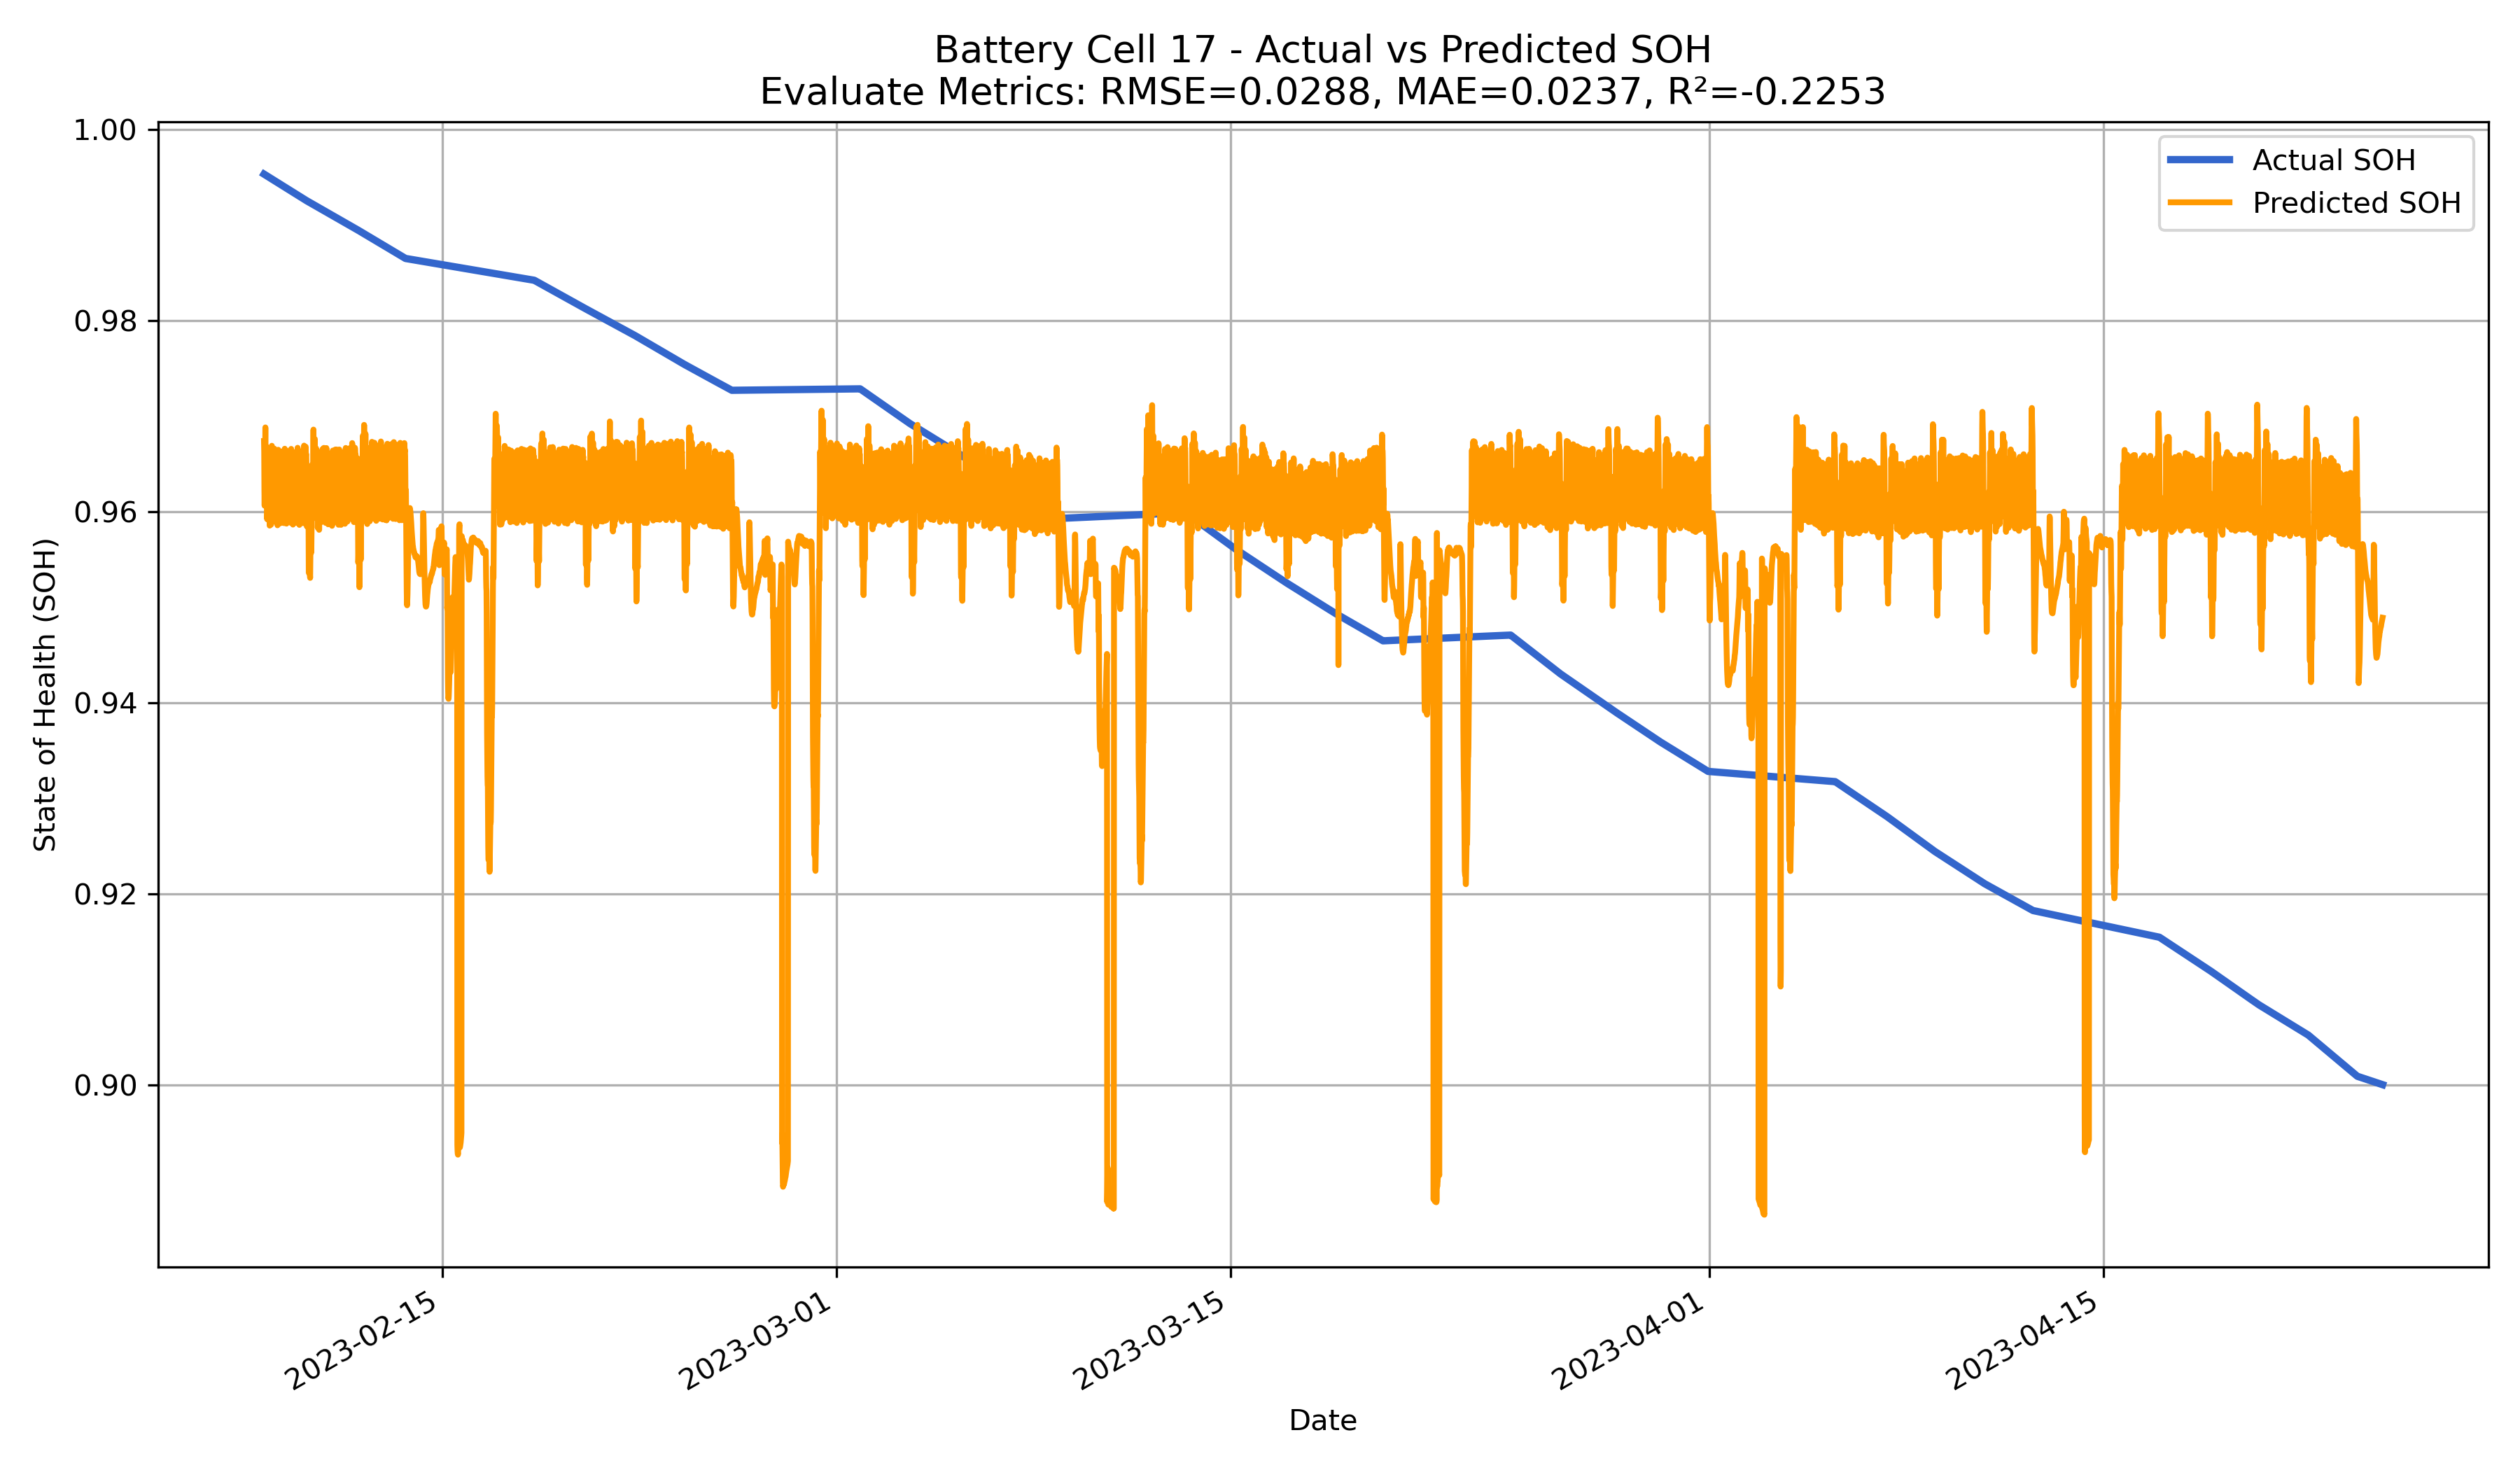 Battery Cell 17 - Actual vs Predicted SOH
Evaluate Metrics: RMSE=0.0288, MAE=0.0237, R²=-0.2253
Actual SOH
Predicted SOH
State of Health (SOH)
1.00
0.98
0.96
0.94
0.92
0.90
2023-02-15
2023-03-01
2023-03-15
2023-04-01
2023-04-15
Date